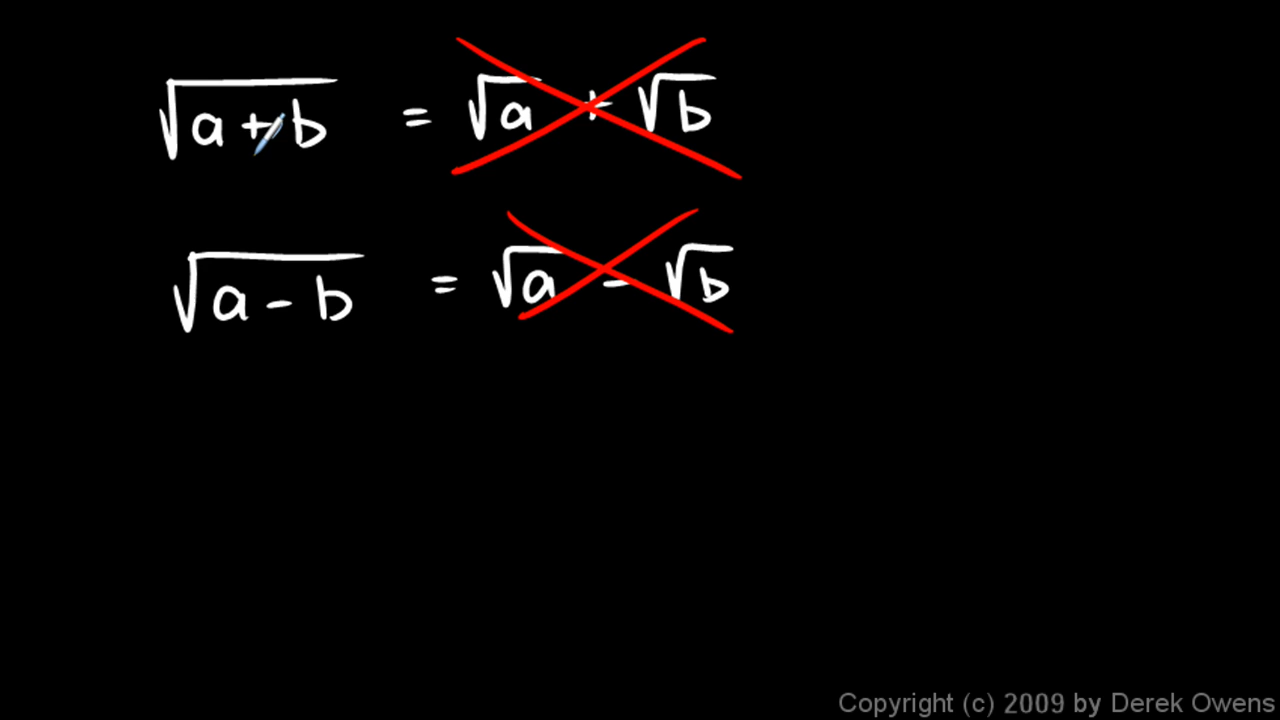 √(a + b) = √a + √b
√(a - b) = √a - √b
Copyright (c) 2009 by Derek Owens